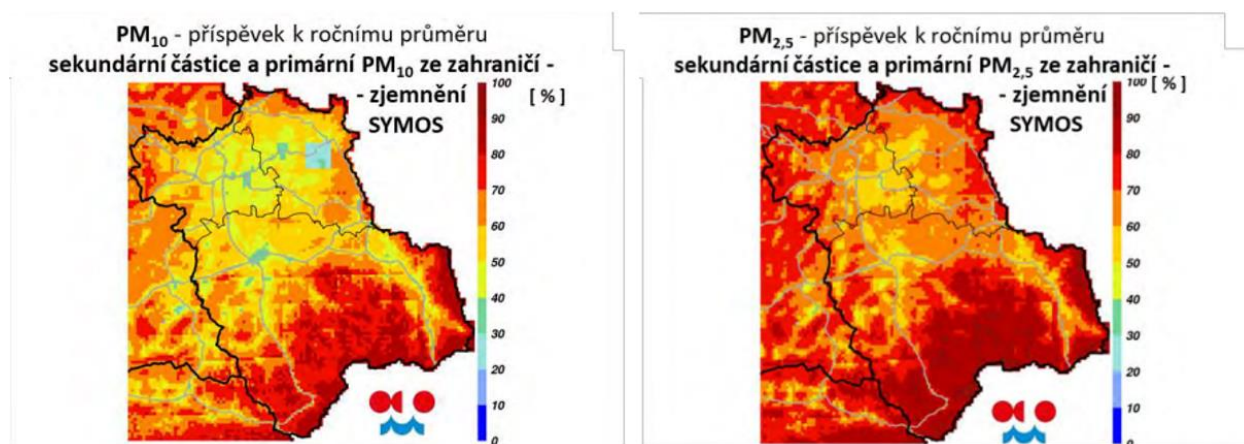 PM₁₀ - příspěvek k ročnímu průměru
sekundární částice a primární PM₁₀ ze zahraničí -
- zjemnění
SYMOS
[ % ]
100
90
80
70
60
50
40
30
20
10
0
PM₂,₅ - příspěvek k ročnímu průměru
sekundární částice a primární PM₂,₅ ze zahraničí -
- zjemnění
SYMOS
[ % ]
100
90
80
70
60
50
40
30
20
10
0